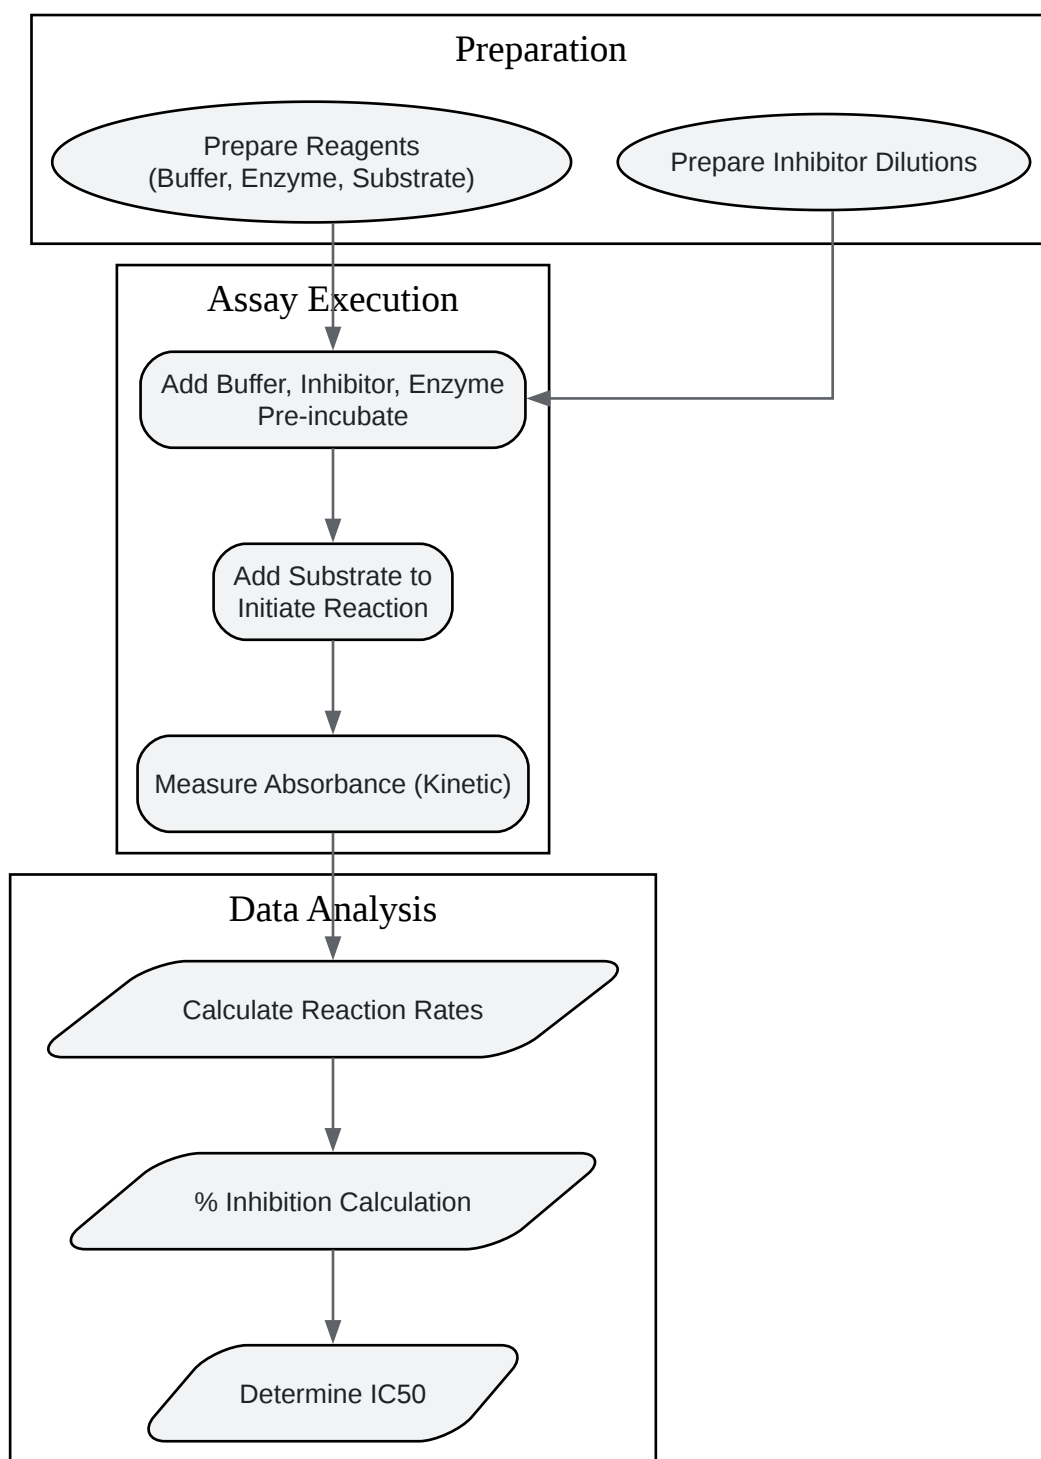 Preparation
Prepare Reagents
(Buffer, Enzyme, Substrate)
Prepare Inhibitor Dilutions
Assay Execution
Add Buffer, Inhibitor, Enzyme
Pre-incubate
Add Substrate to
Initiate Reaction
Measure Absorbance (Kinetic)
Data Analysis
Calculate Reaction Rates
% Inhibition Calculation
Determine IC50